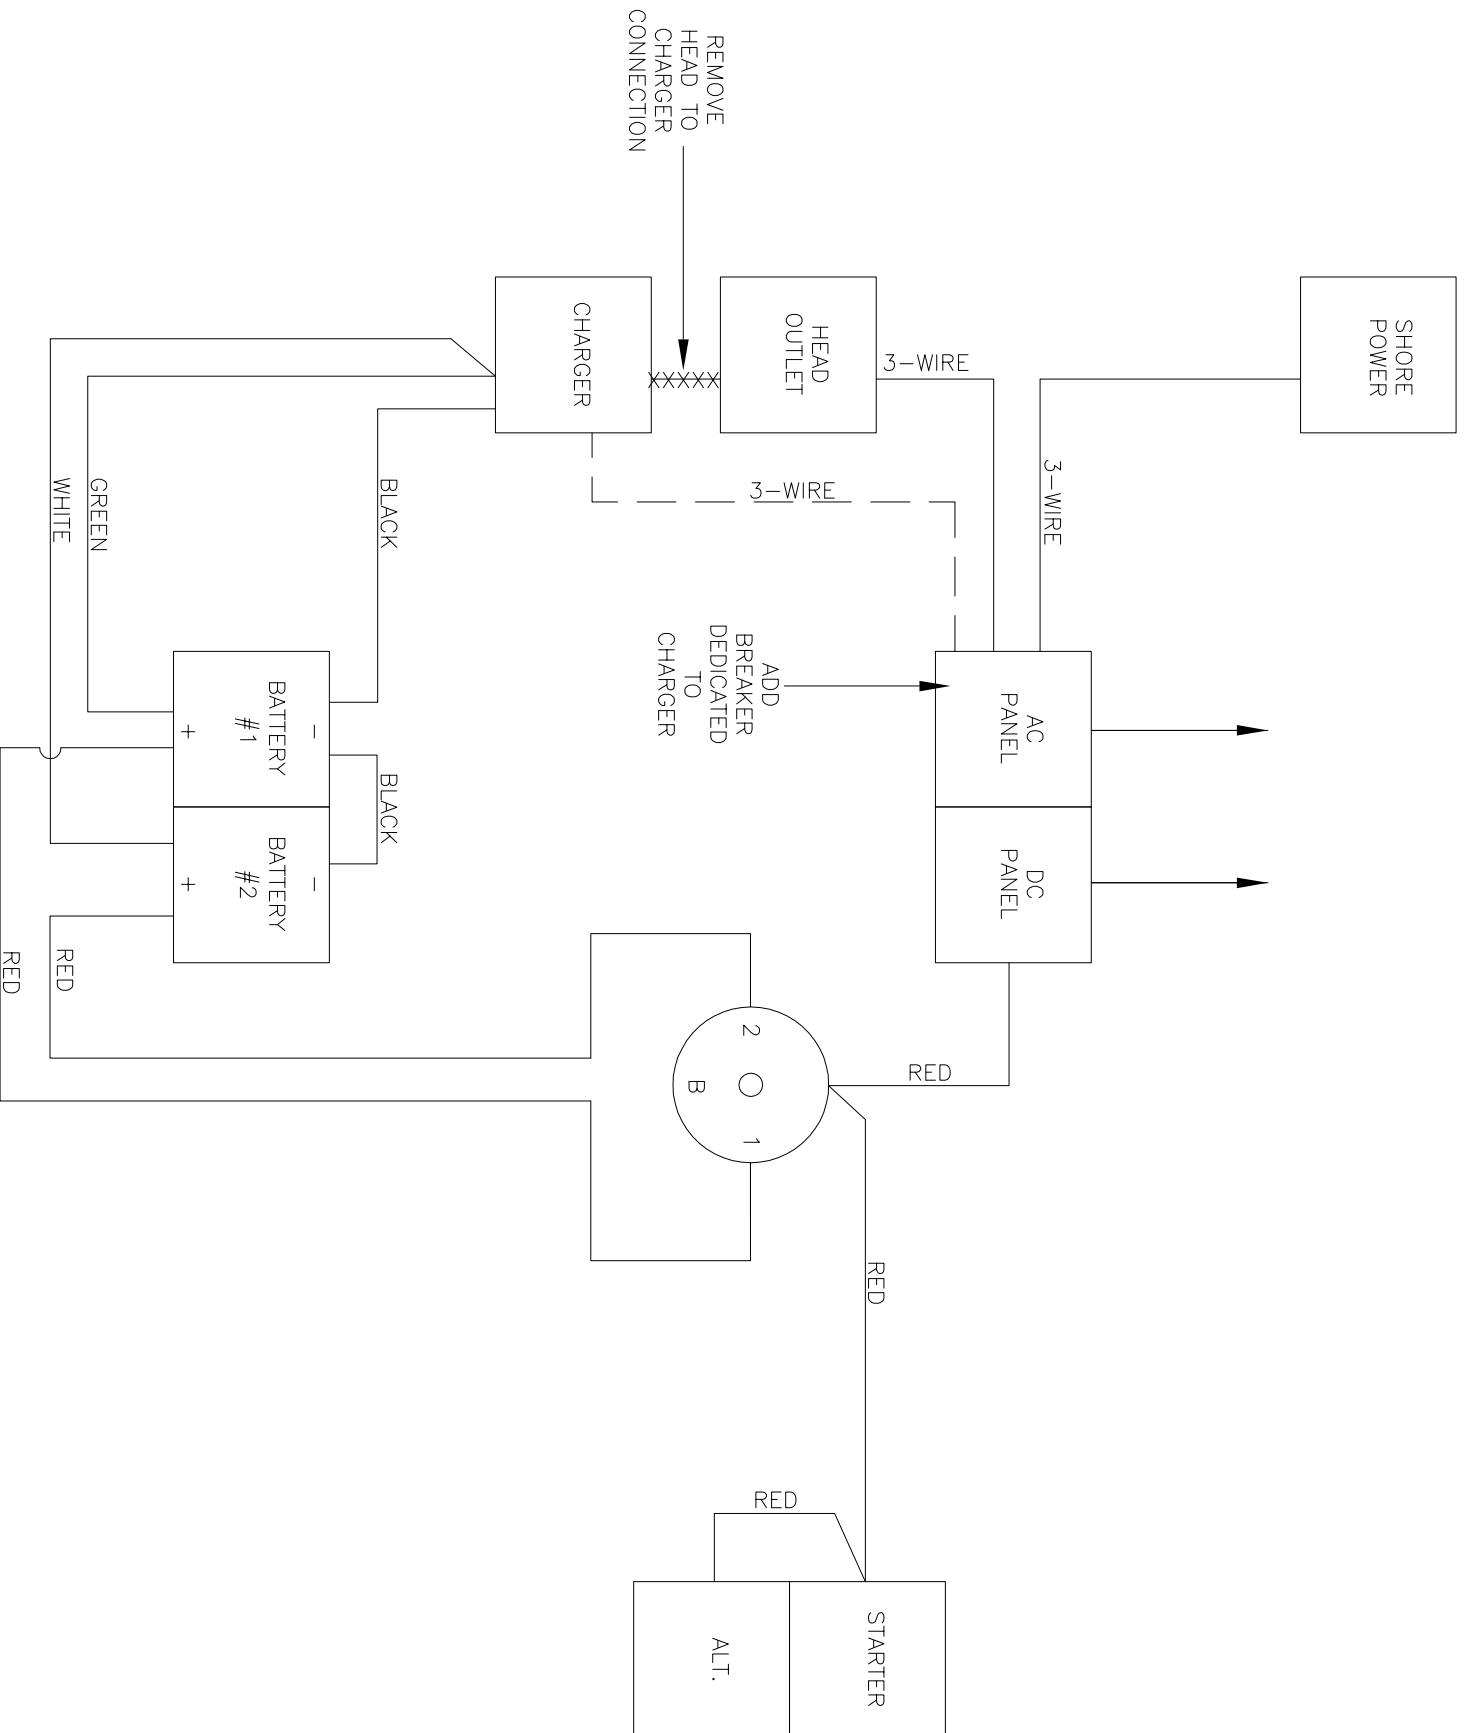 SHORE
POWER
3-WIRE
AC
PANEL
DC
PANEL
3-WIRE
HEAD
OUTLET
REMOVE
HEAD TO
CHARGER
CONNECTION
CHARGER
3-WIRE
ADD
BREAKER
DEDICATED
TO
CHARGER
RED
2
1
B
RED
STARTER
ALT.
RED
BLACK
BLACK
GREEN
WHITE
-
BATTERY
#1
+
-
BATTERY
#2
+
RED
RED